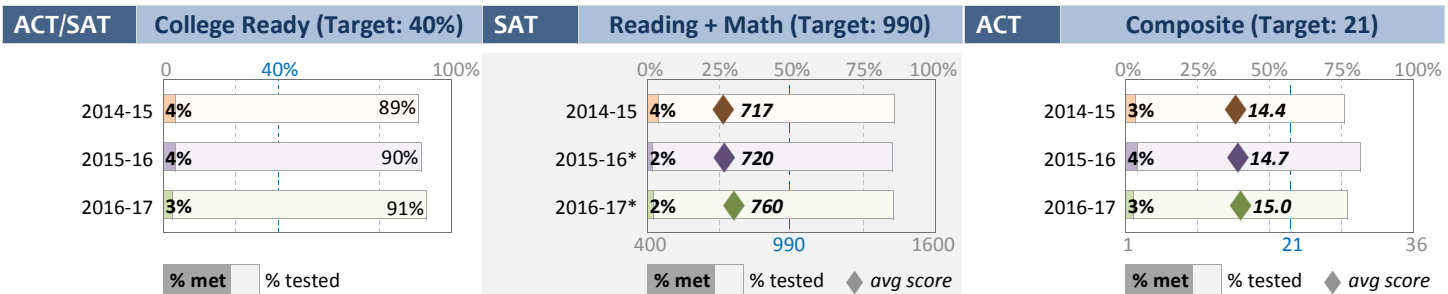 ACT/SAT College Ready (Target: 40%)
0 40% 100%
2014-15 4% 89%
2015-16 4% 90%
2016-17 3% 91%
% met % tested
SAT Reading + Math (Target: 990)
0% 25% 50% 75% 100%
2014-15 4% 717
2015-16* 2% 720
2016-17* 2% 760
400 990 1600
% met % tested avg score
ACT Composite (Target: 21)
0% 25% 50% 75% 100%
2014-15 3% 14.4
2015-16 4% 14.7
2016-17 3% 15.0
1 21 36
% met % tested avg score